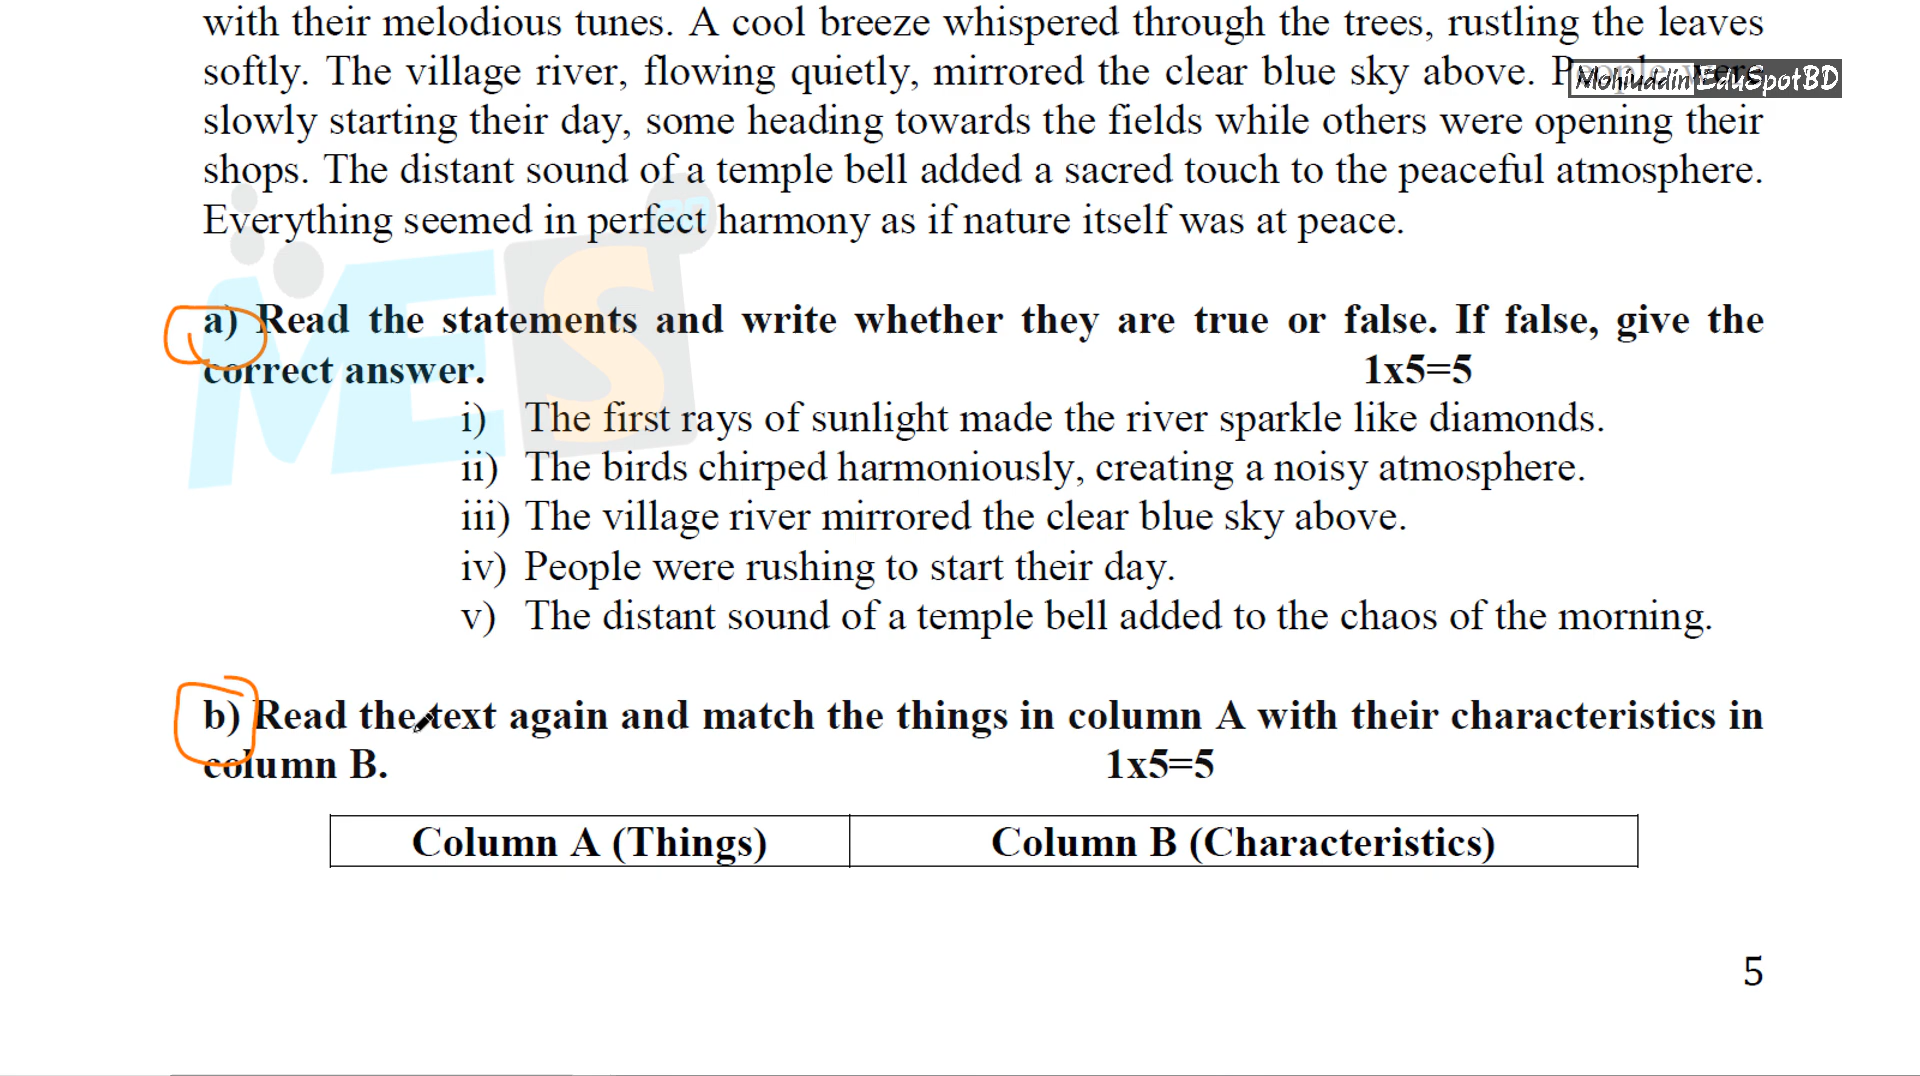 with their melodious tunes. A cool breeze whispered through the trees, rustling the leaves
softly. The village river, flowing quietly, mirrored the clear blue sky above. People were
Mohiuddin EduSpotBD
slowly starting their day, some heading towards the fields while others were opening their
shops. The distant sound of a temple bell added a sacred touch to the peaceful atmosphere.
Everything seemed in perfect harmony as if nature itself was at peace.
MES
a) Read the statements and write whether they are true or false. If false, give the
correct answer. 1x5=5
i) The first rays of sunlight made the river sparkle like diamonds.
ii) The birds chirped harmoniously, creating a noisy atmosphere.
iii) The village river mirrored the clear blue sky above.
iv) People were rushing to start their day.
v) The distant sound of a temple bell added to the chaos of the morning.
b) Read the text again and match the things in column A with their characteristics in
column B. 1x5=5
Column A (Things) Column B (Characteristics)
5